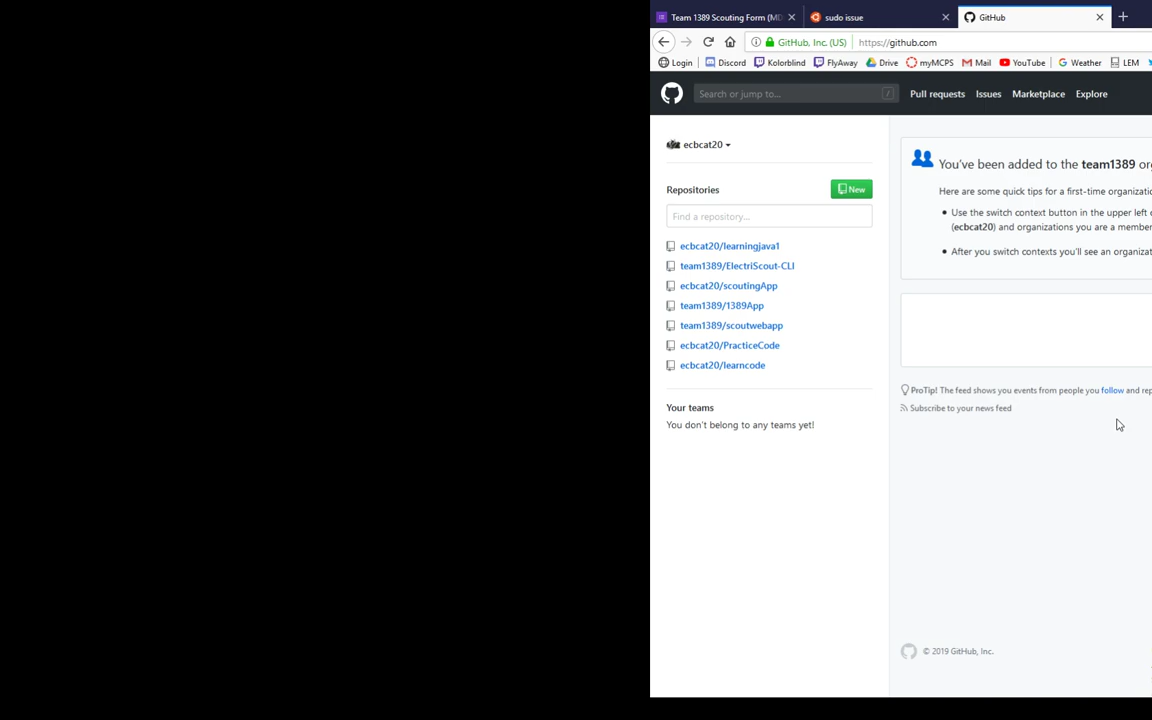 Team 1389 Scouting Form (MD
sudo issue
GitHub
GitHub, Inc. (US)
https://github.com
Login
Discord
Kolorblind
FlyAway
Drive
myMCPS
Mail
YouTube
Weather
LEM
Search or jump to...
/
Pull requests
Issues
Marketplace
Explore
ecbcat20
Repositories
New
Find a repository...
ecbcat20/learningjava1
team1389/ElectriScout-CLI
ecbcat20/scoutingApp
team1389/1389App
team1389/scoutwebapp
ecbcat20/PracticeCode
ecbcat20/learncode
Your teams
You don't belong to any teams yet!
You've been added to the team1389 or
Here are some quick tips for a first-time organizatio
Use the switch context button in the upper left o
(ecbcat20) and organizations you are a member
After you switch contexts you'll see an organizat
ProTip! The feed shows you events from people you follow and rep
Subscribe to your news feed
© 2019 GitHub, Inc.